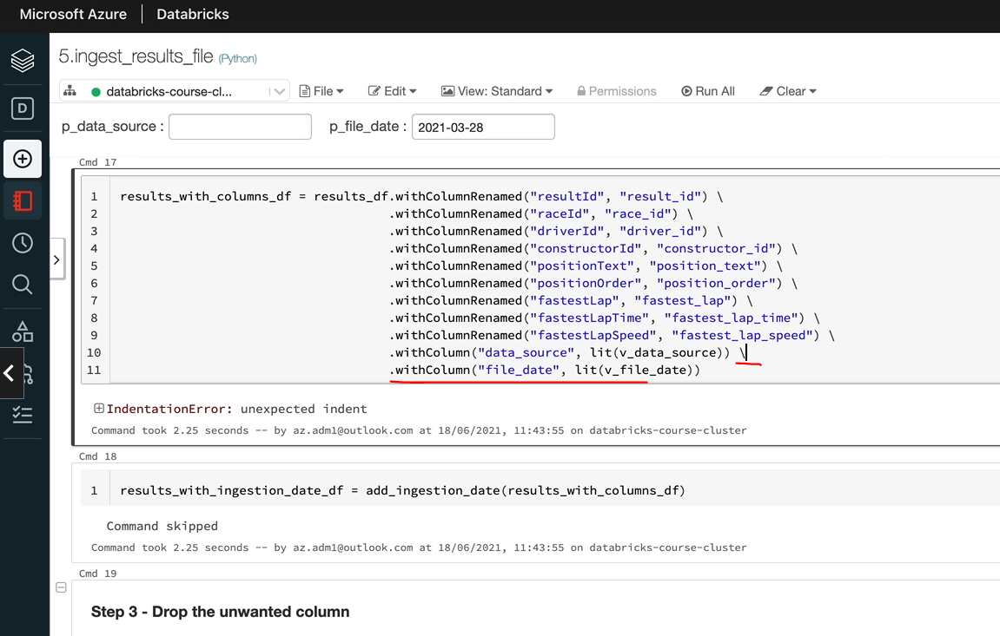 Microsoft Azure | Databricks
5.ingest_results_file (Python)
databricks-course-cl... File Edit View: Standard Permissions Run All Clear
p_data_source : p_file_date : 2021-03-28
D
Cmd 17
1 results_with_columns_df = results_df.withColumnRenamed("resultId", "result_id") \
2 .withColumnRenamed("raceId", "race_id") \
3 .withColumnRenamed("driverId", "driver_id") \
4 .withColumnRenamed("constructorId", "constructor_id") \
5 .withColumnRenamed("positionText", "position_text") \
6 .withColumnRenamed("positionOrder", "position_order") \
7 .withColumnRenamed("fastestLap", "fastest_lap") \
8 .withColumnRenamed("fastestLapTime", "fastest_lap_time") \
9 .withColumnRenamed("fastestLapSpeed", "fastest_lap_speed") \
10 .withColumn("data_source", lit(v_data_source)) \
11 .withColumn("file_date", lit(v_file_date))
IndentationError: unexpected indent
Command took 2.25 seconds -- by az.adm1@outlook.com at 18/06/2021, 11:43:55 on databricks-course-cluster
Cmd 18
1 results_with_ingestion_date_df = add_ingestion_date(results_with_columns_df)
Command skipped
Command took 2.25 seconds -- by az.adm1@outlook.com at 18/06/2021, 11:43:55 on databricks-course-cluster
Cmd 19
Step 3 - Drop the unwanted column